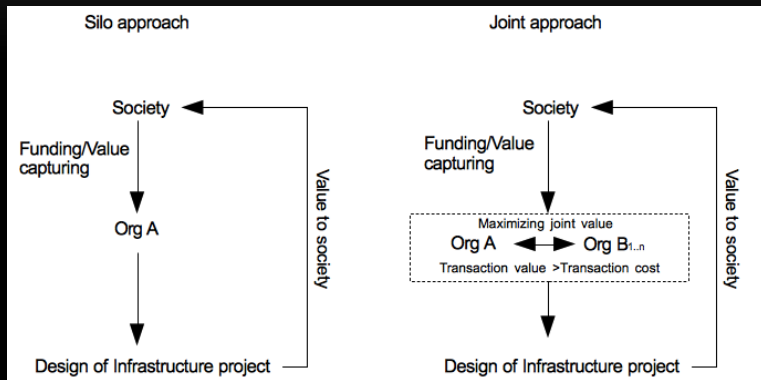 Silo approach
Society
Funding/Value
capturing
Org A
Value to society
Design of Infrastructure project
Joint approach
Society
Funding/Value
capturing
Maximizing joint value
Org A Org B1..n
Transaction value >Transaction cost
Value to society
Design of Infrastructure project